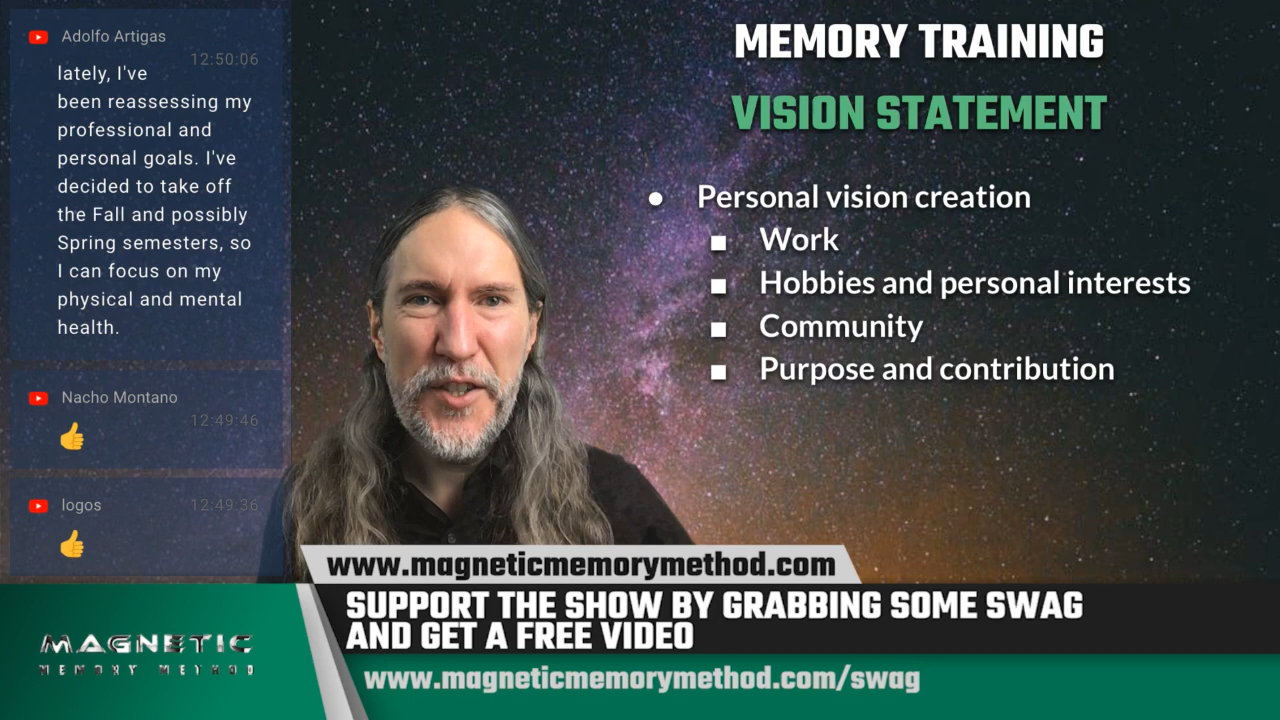 Adolfo Artigas
12:50:06
lately, I've
been reassessing my
professional and
personal goals. I've
decided to take off
the Fall and possibly
Spring semesters, so
I can focus on my
physical and mental
health.
Nacho Montano
12:49:46
👍
logos
12:49:36
👍
MEMORY TRAINING
VISION STATEMENT
● Personal vision creation
■ Work
■ Hobbies and personal interests
■ Community
■ Purpose and contribution
www.magneticmemorymethod.com
SUPPORT THE SHOW BY GRABBING SOME SWAG
AND GET A FREE VIDEO
www.magneticmemorymethod.com/swag
MAGNETIC
MEMORY METHOD